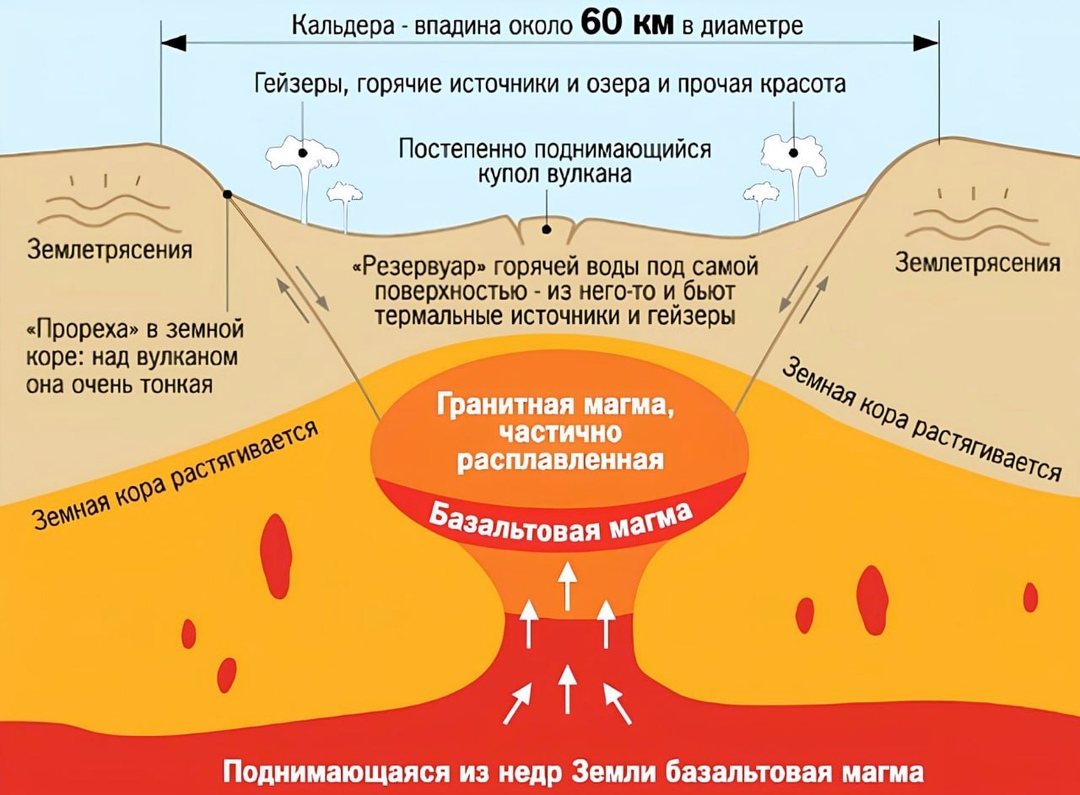 Кальдера - впадина около 60 км в диаметре
Гейзеры, горячие источники и озера и прочая красота
Постепенно поднимающийся
купол вулкана
Землетрясения
Землетрясения
«Резервуар» горячей воды под самой
поверхностью - из него-то и бьют
термальные источники и гейзеры
«Прореха» в земной
коре: над вулканом
она очень тонкая
Земная кора растягивается
Земная кора растягивается
Гранитная магма,
частично
расплавленная
Базальтовая магма
Поднимающаяся из недр Земли базальтовая магма